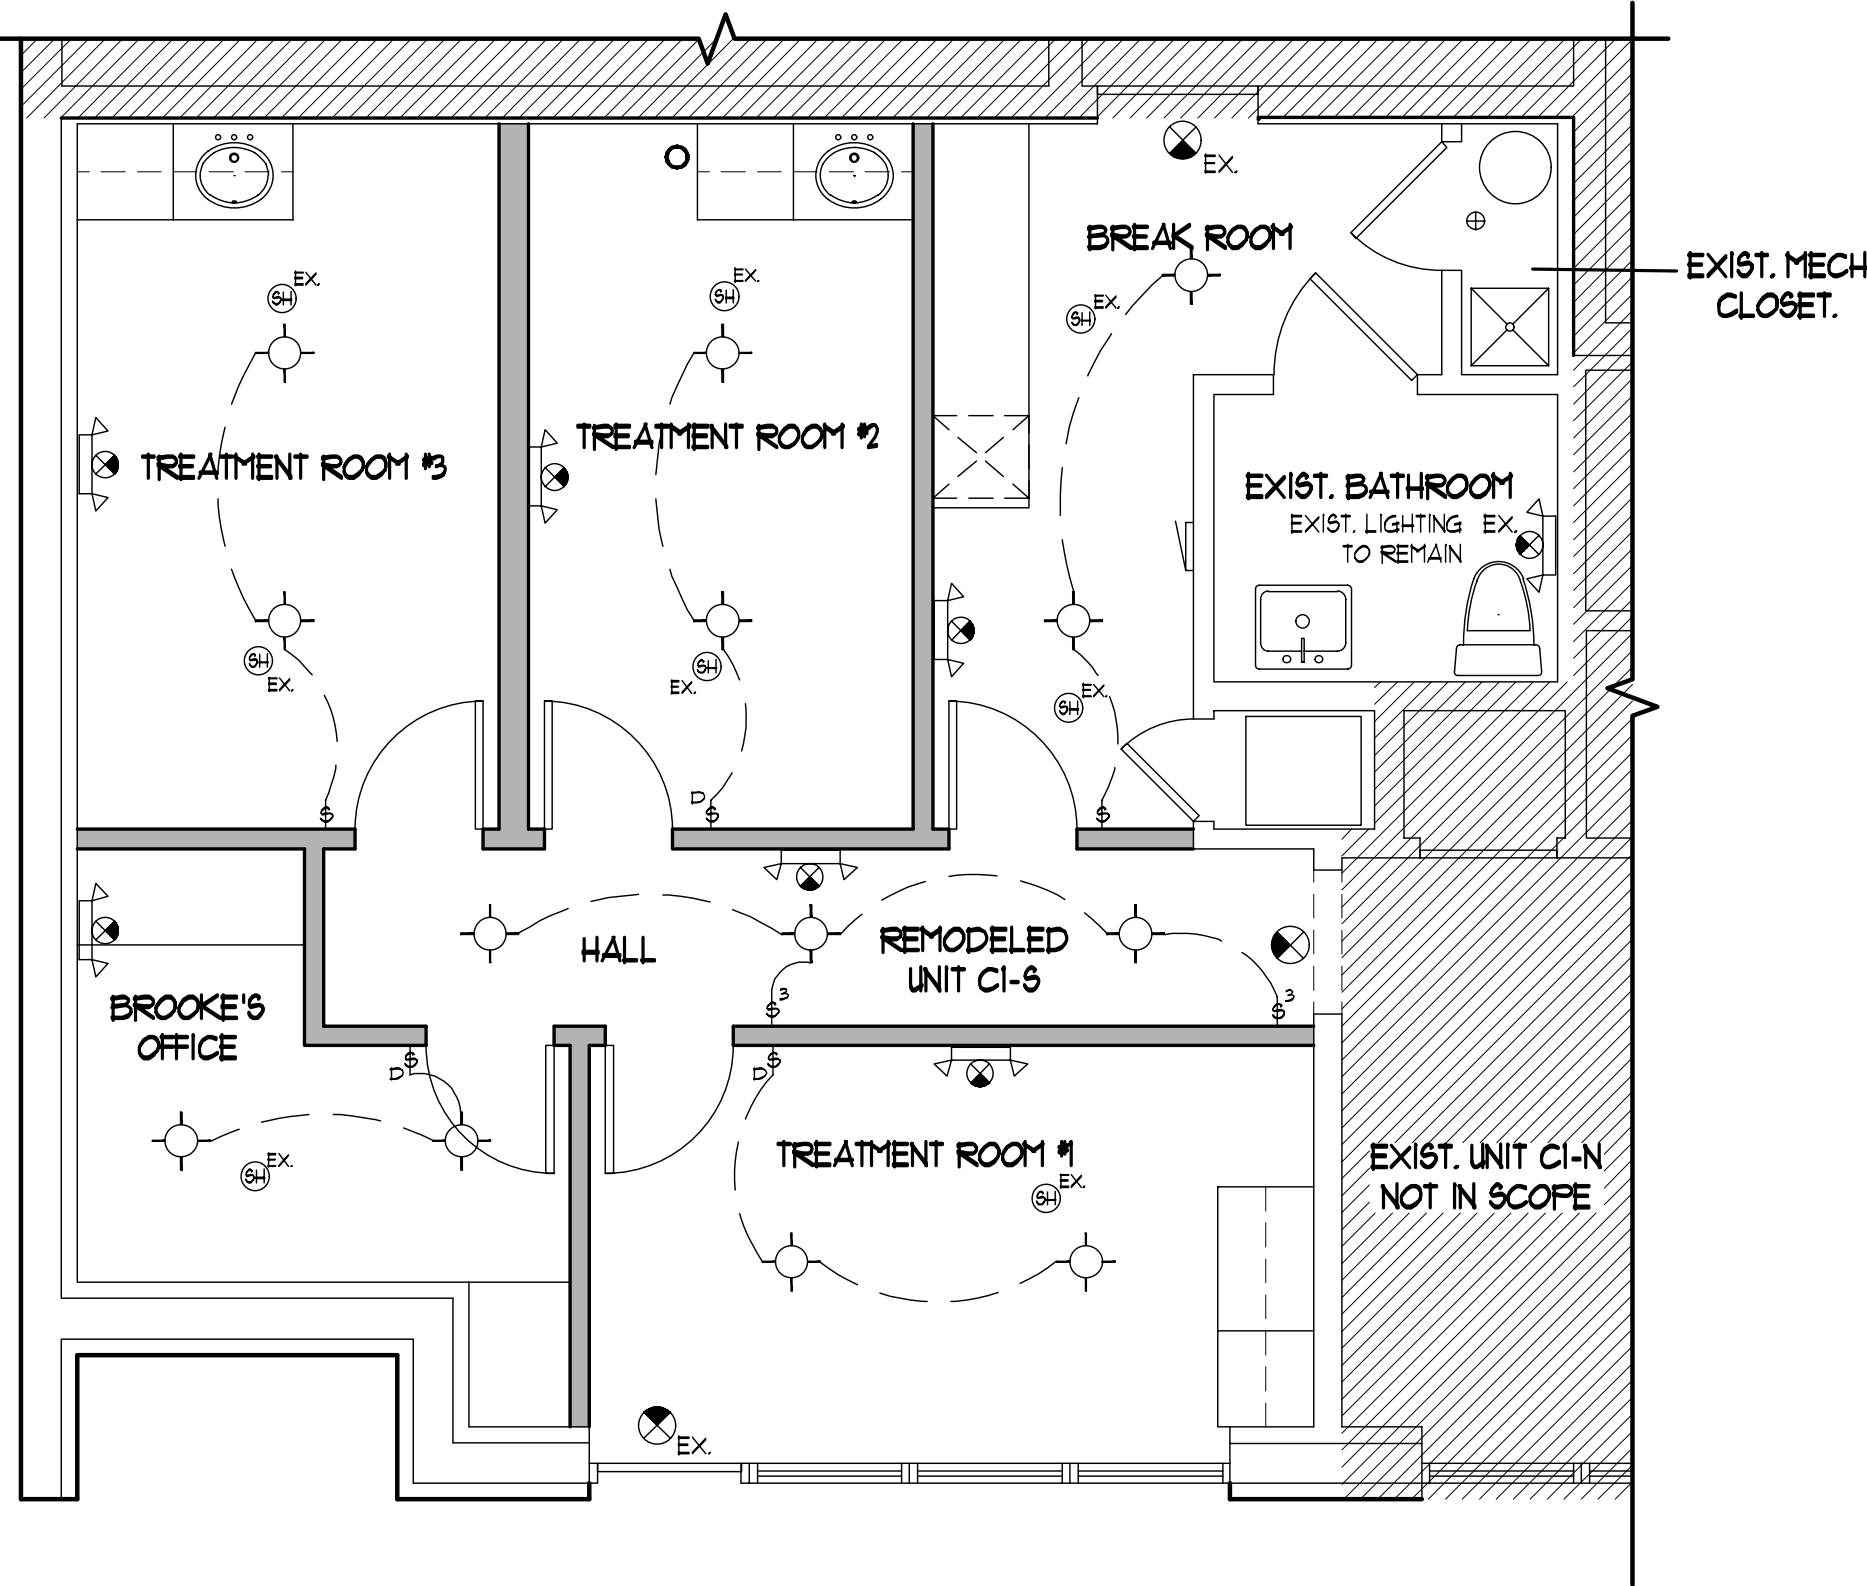 EX.
BREAK ROOM
EXIST. MECH
CLOSET.
EX.
SH
EX.
SH
EX.
SH
TREATMENT ROOM #3
TREATMENT ROOM #2
EXIST. BATHROOM
EXIST. LIGHTING EX.
TO REMAIN
SH
EX.
SH
EX.
EX.
SH
$
D
$
$
HALL
REMODELED
UNIT C1-S
$3
$3
BROOKE'S
OFFICE
$
D
$
D
TREATMENT ROOM #1
EXIST. UNIT C1-N
NOT IN SCOPE
EX.
SH
EX.
SH
EX.